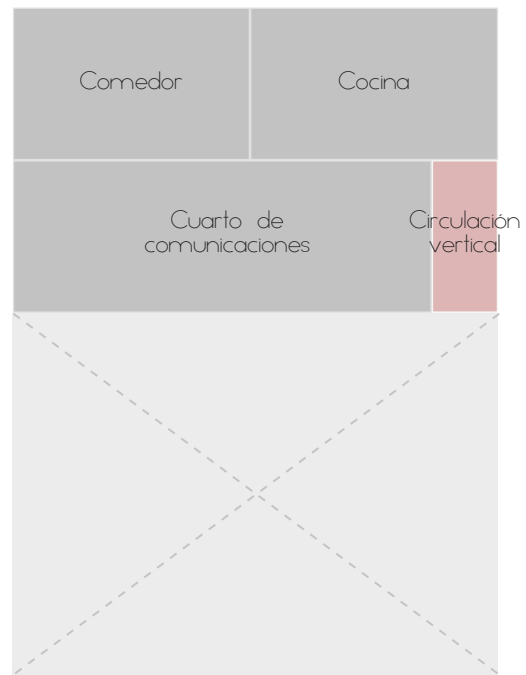 Comedor
Cocina
Cuarto de
comunicaciones
Circulación
vertical